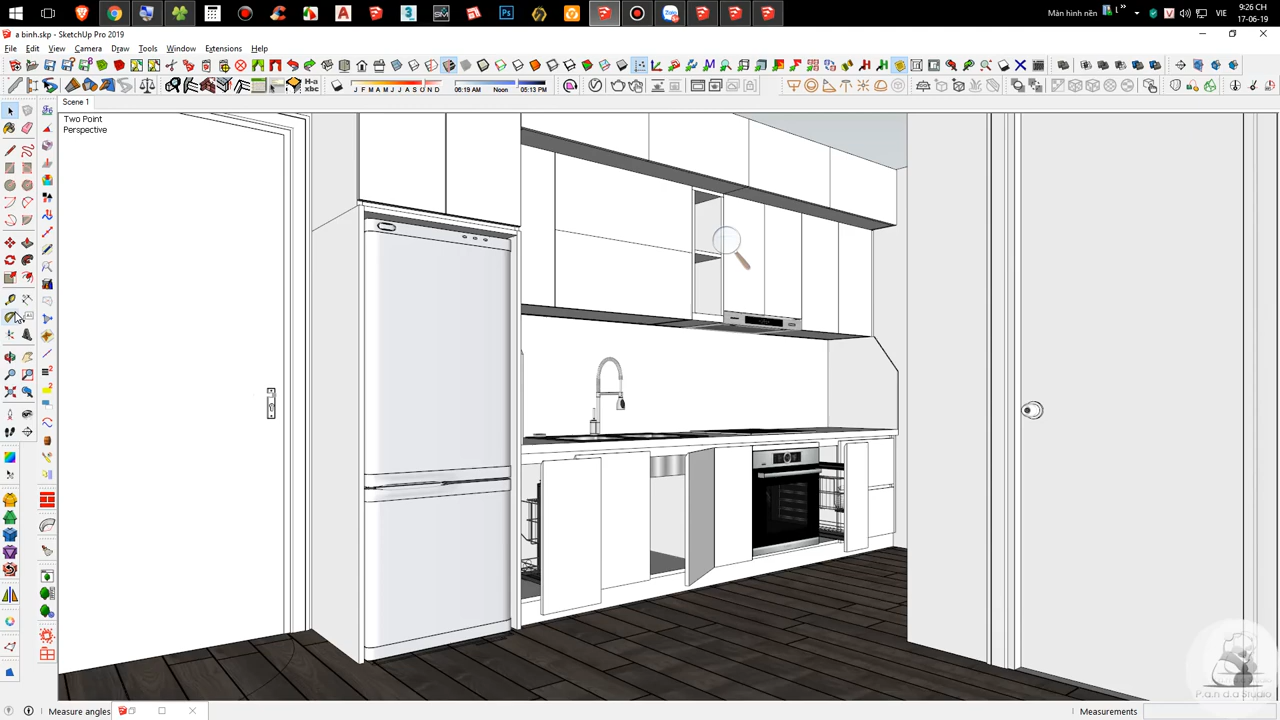 Màn hình nền
VIE
9:26 CH
17-06-19
a binh.skp - SketchUp Pro 2019
File Edit View Camera Draw Tools Window Extensions Help
J F M A M J J A S O N D
06:19 AM Noon 05:13 PM
Scene 1
Two Point
Perspective
P.a.n.d.a Studio
Measure angles
Measurements